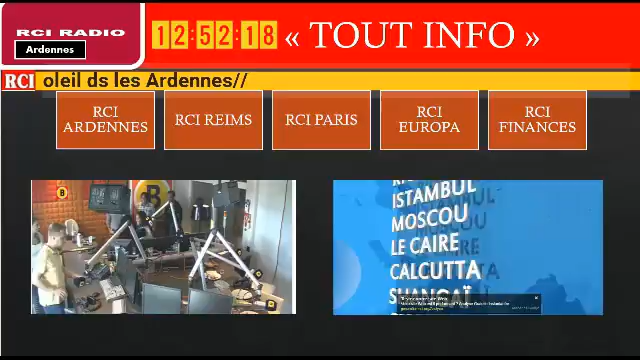 RCI RADIO
Ardennes
12:52:18 « TOUT INFO »
RCI oleil ds les Ardennes//
RCI ARDENNES
RCI REIMS
RCI PARIS
RCI EUROPA
RCI FINANCES
ISTAMBUL
MOSCOU
LE CAIRE
CALCUTTA
SHANGAÏ